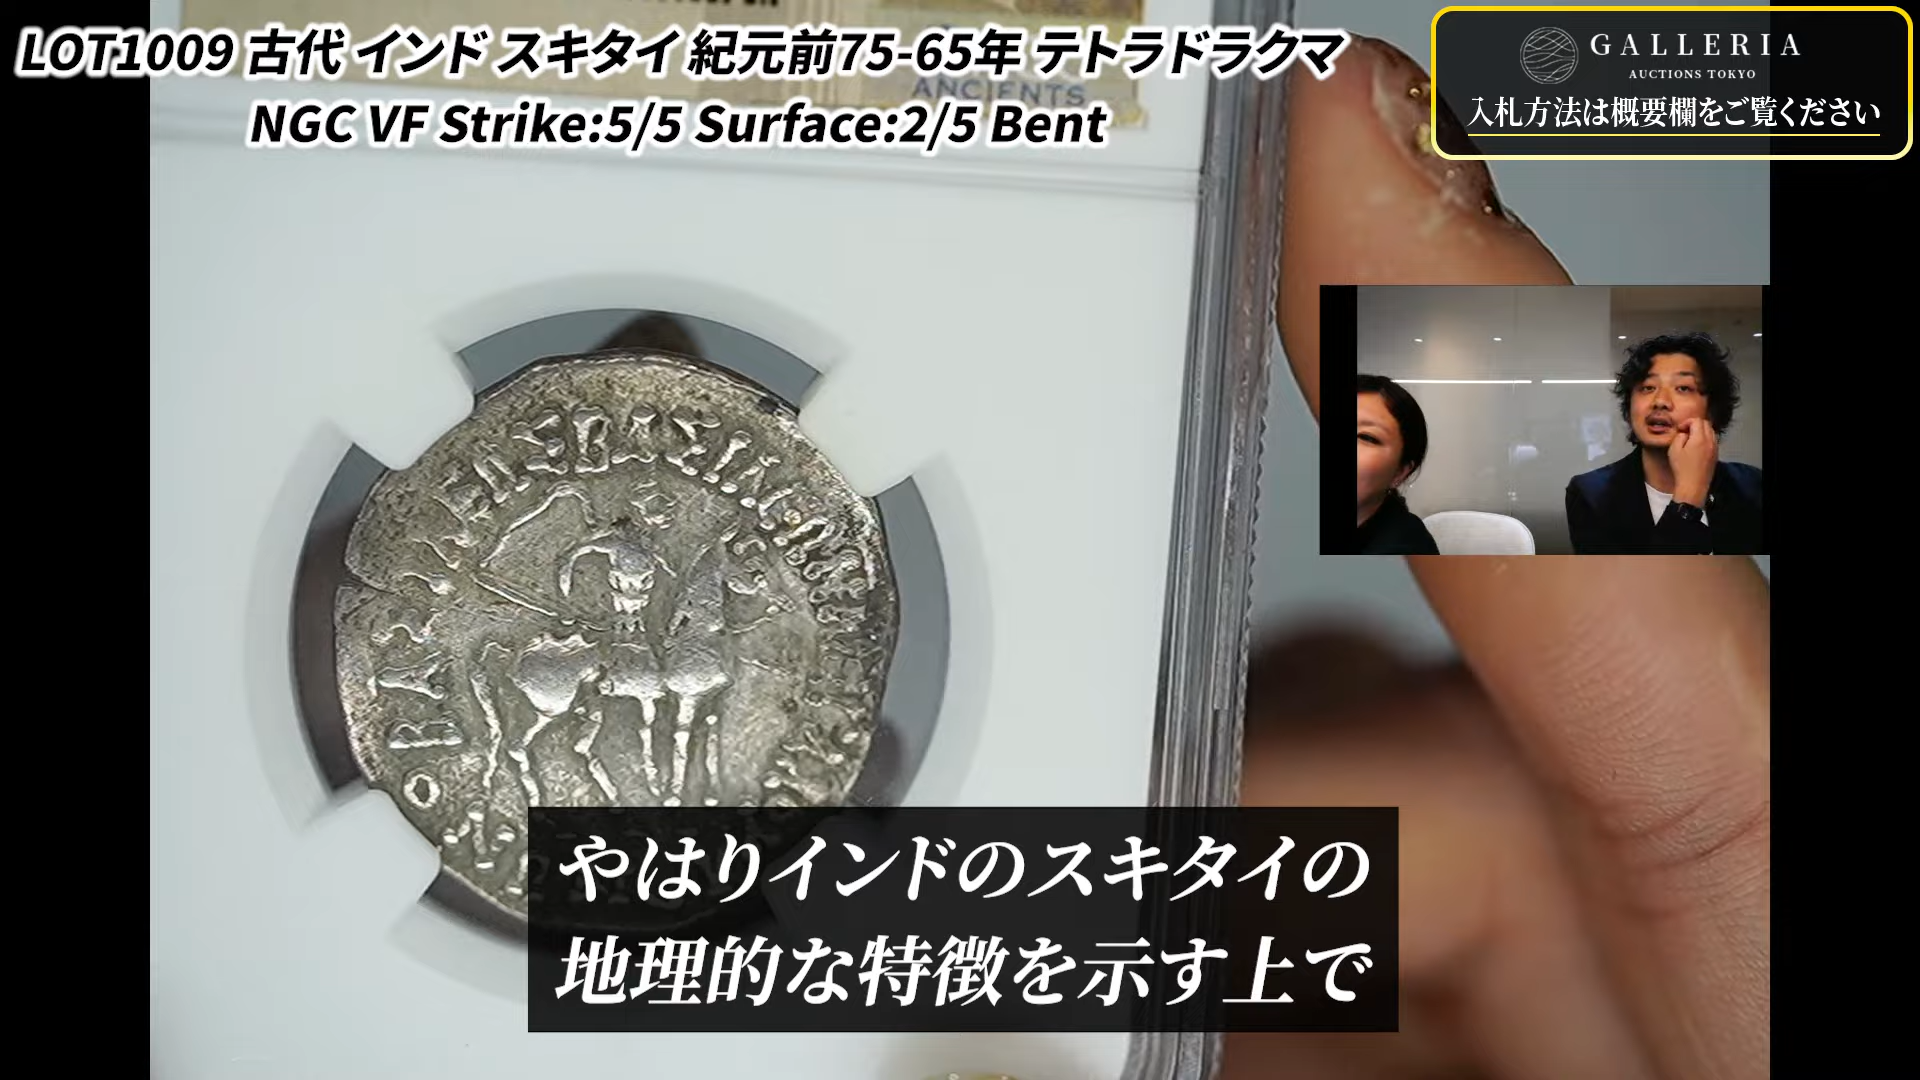 LOT1009 古代 インド スキタイ 紀元前75-65年 テトラドラクマ
NGC VF Strike:5/5 Surface:2/5 Bent
GALLERIA
AUCTIONS TOKYO
入札方法は概要欄をご覧ください
ANCIENTS
やはりインドのスキタイの
地理的な特徴を示す上で